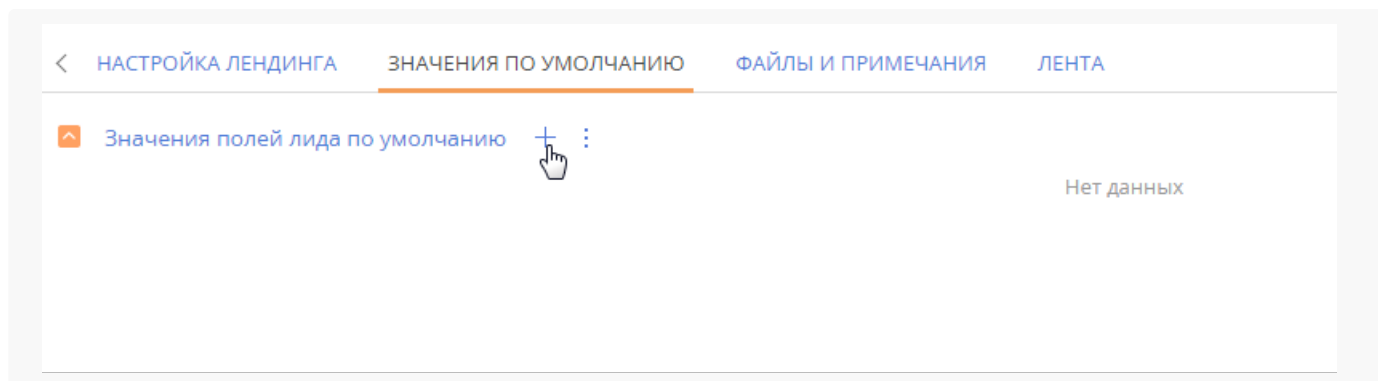 НАСТРОЙКА ЛЕНДИНГА ЗНАЧЕНИЯ ПО УМОЛЧАНИЮ ФАЙЛЫ И ПРИМЕЧАНИЯ ЛЕНТА
Значения полей лида по умолчанию
Нет данных